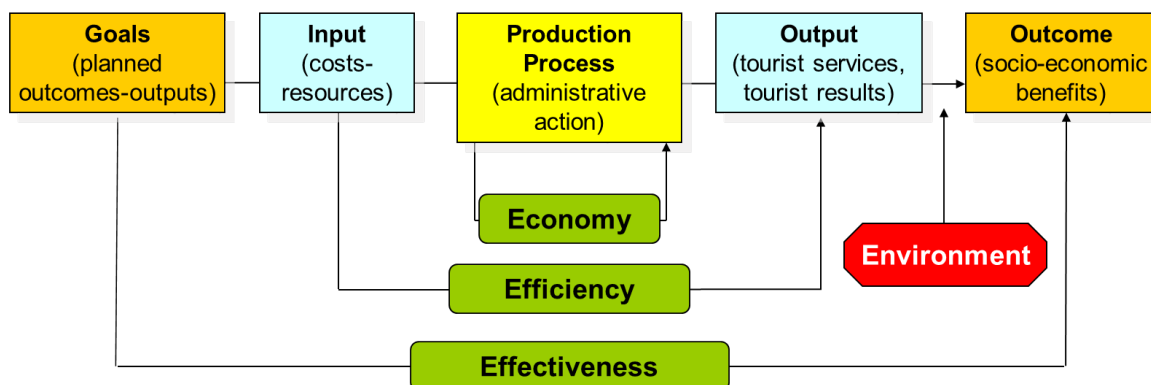 Goals
(planned
outcomes-outputs)
Input
(costs-
resources)
Production
Process
(administrative
action)
Output
(tourist services,
tourist results)
Outcome
(socio-economic
benefits)
Economy
Environment
Efficiency
Effectiveness